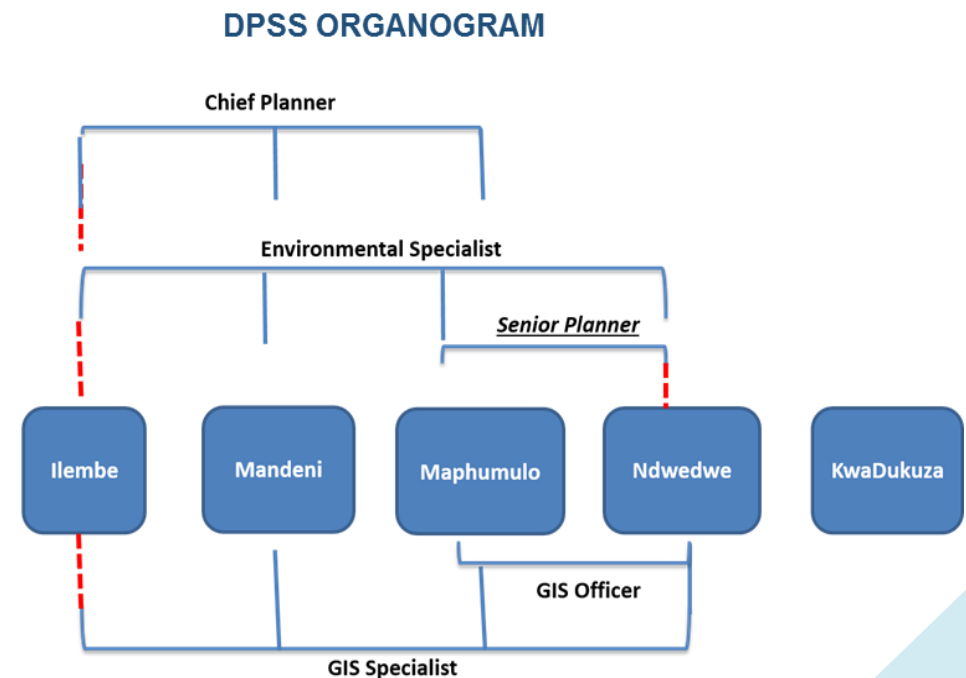 DPSS ORGANOGRAM
Chief Planner
Environmental Specialist
Senior Planner
Ilembe
Mandeni
Maphumulo
Ndwedwe
KwaDukuza
GIS Officer
GIS Specialist